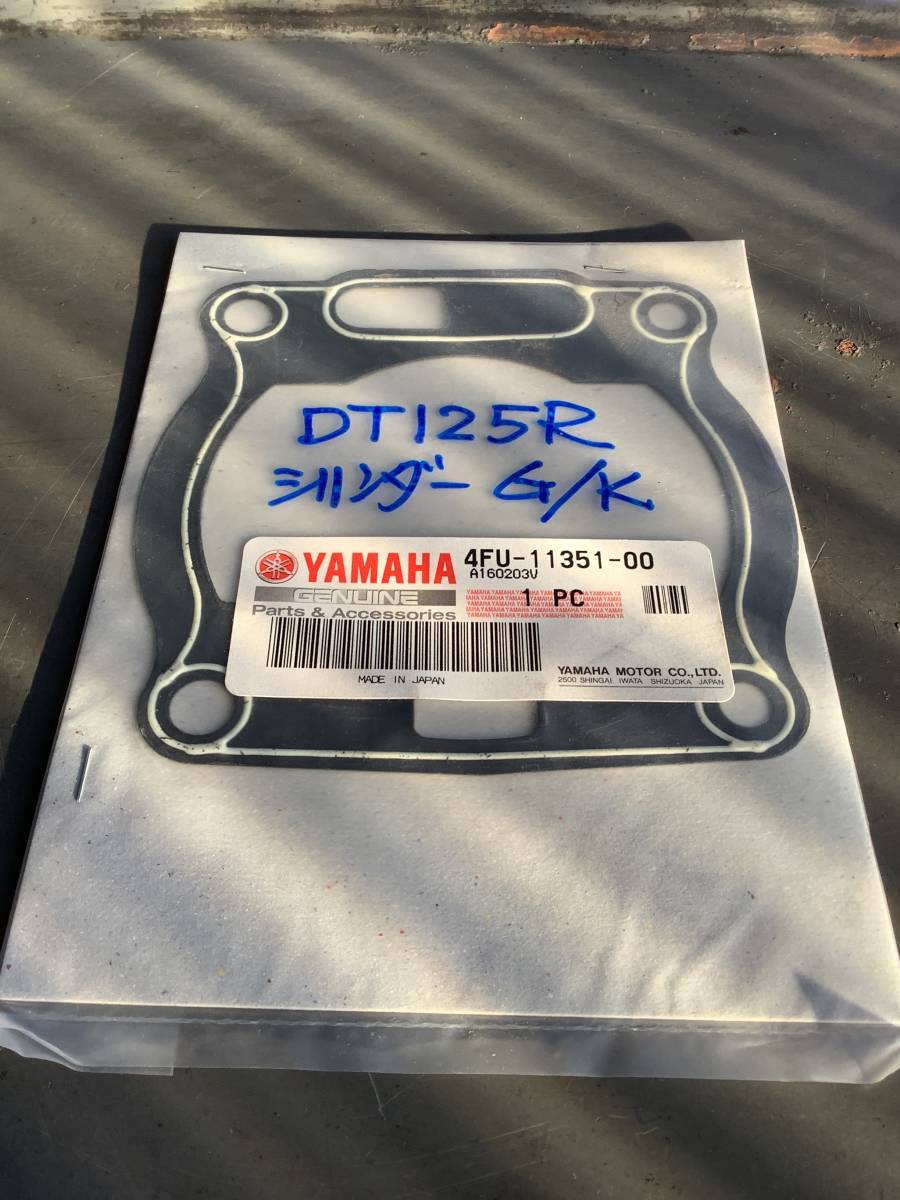 DT125R
シリンダー G/K
YAMAHA
GENUINE
Parts & Accessories
4FU-11351-00
A160203V
1 PC
MADE IN JAPAN
YAMAHA MOTOR CO.,LTD.
2500 SHINGAI IWATA SHIZUOKA JAPAN